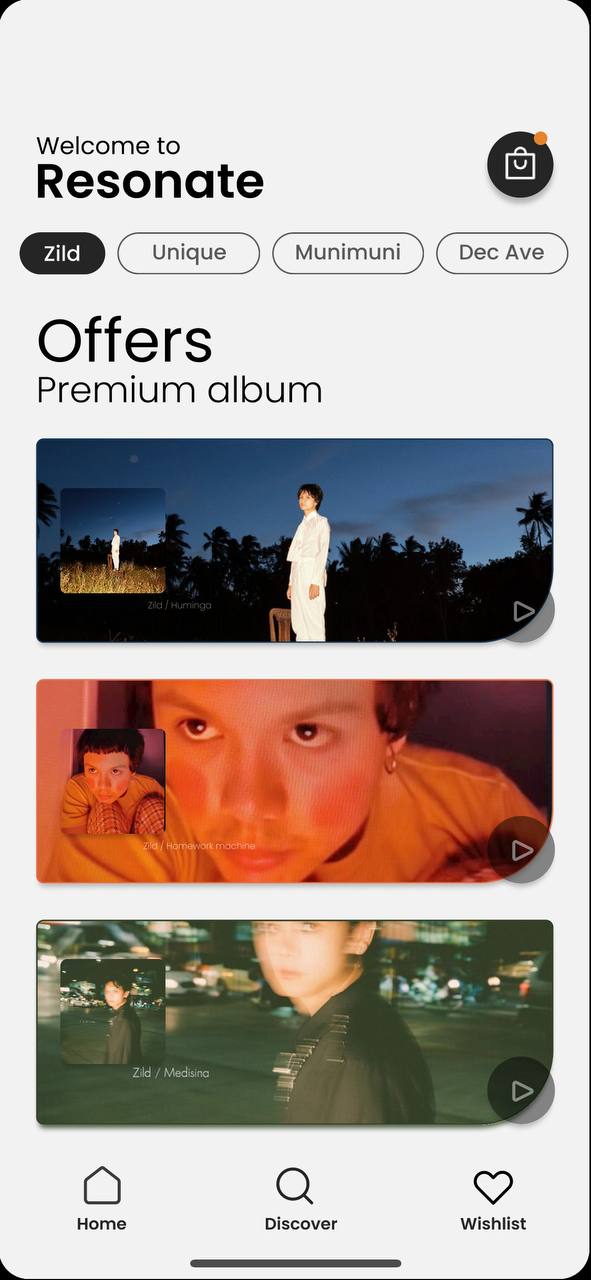 Welcome to
Resonate
Zild
Unique
Munimuni
Dec Ave
Offers
Premium album
Zild / Huminga
Zild / Homework machine
Zild / Medisina
Home
Discover
Wishlist